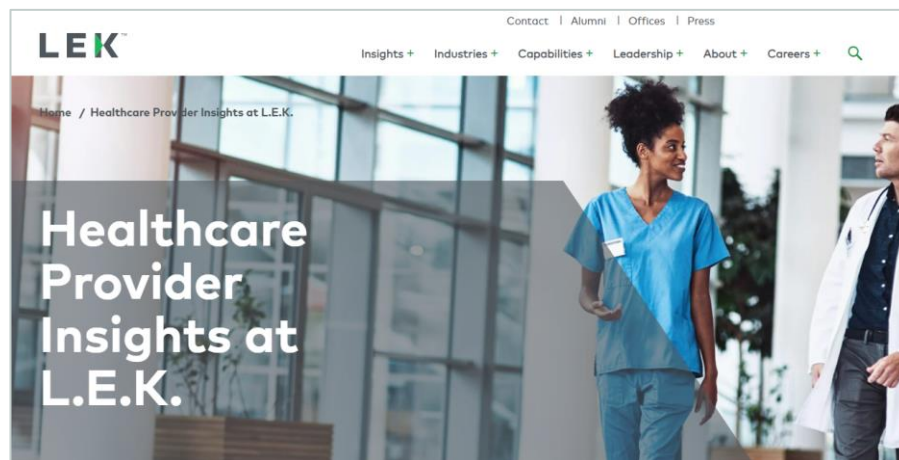 Contact | Alumni | Offices | Press
LEK™
Insights + Industries + Capabilities + Leadership + About + Careers +
Home / Healthcare Provider Insights at L.E.K.
Healthcare
Provider
Insights at
L.E.K.